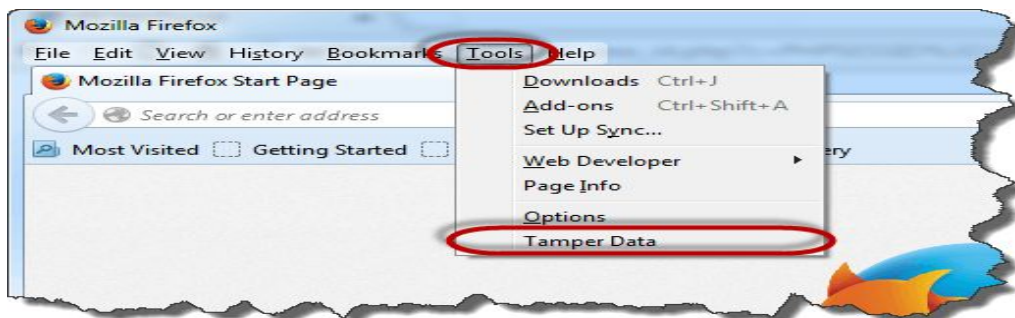 Mozilla Firefox
File Edit View History Bookmarks Tools Help
Mozilla Firefox Start Page
Downloads Ctrl+J
Search or enter address
Add-ons Ctrl+Shift+A
Set Up Sync...
Most Visited Getting Started
Web Developer
Page Info
Options
Tamper Data